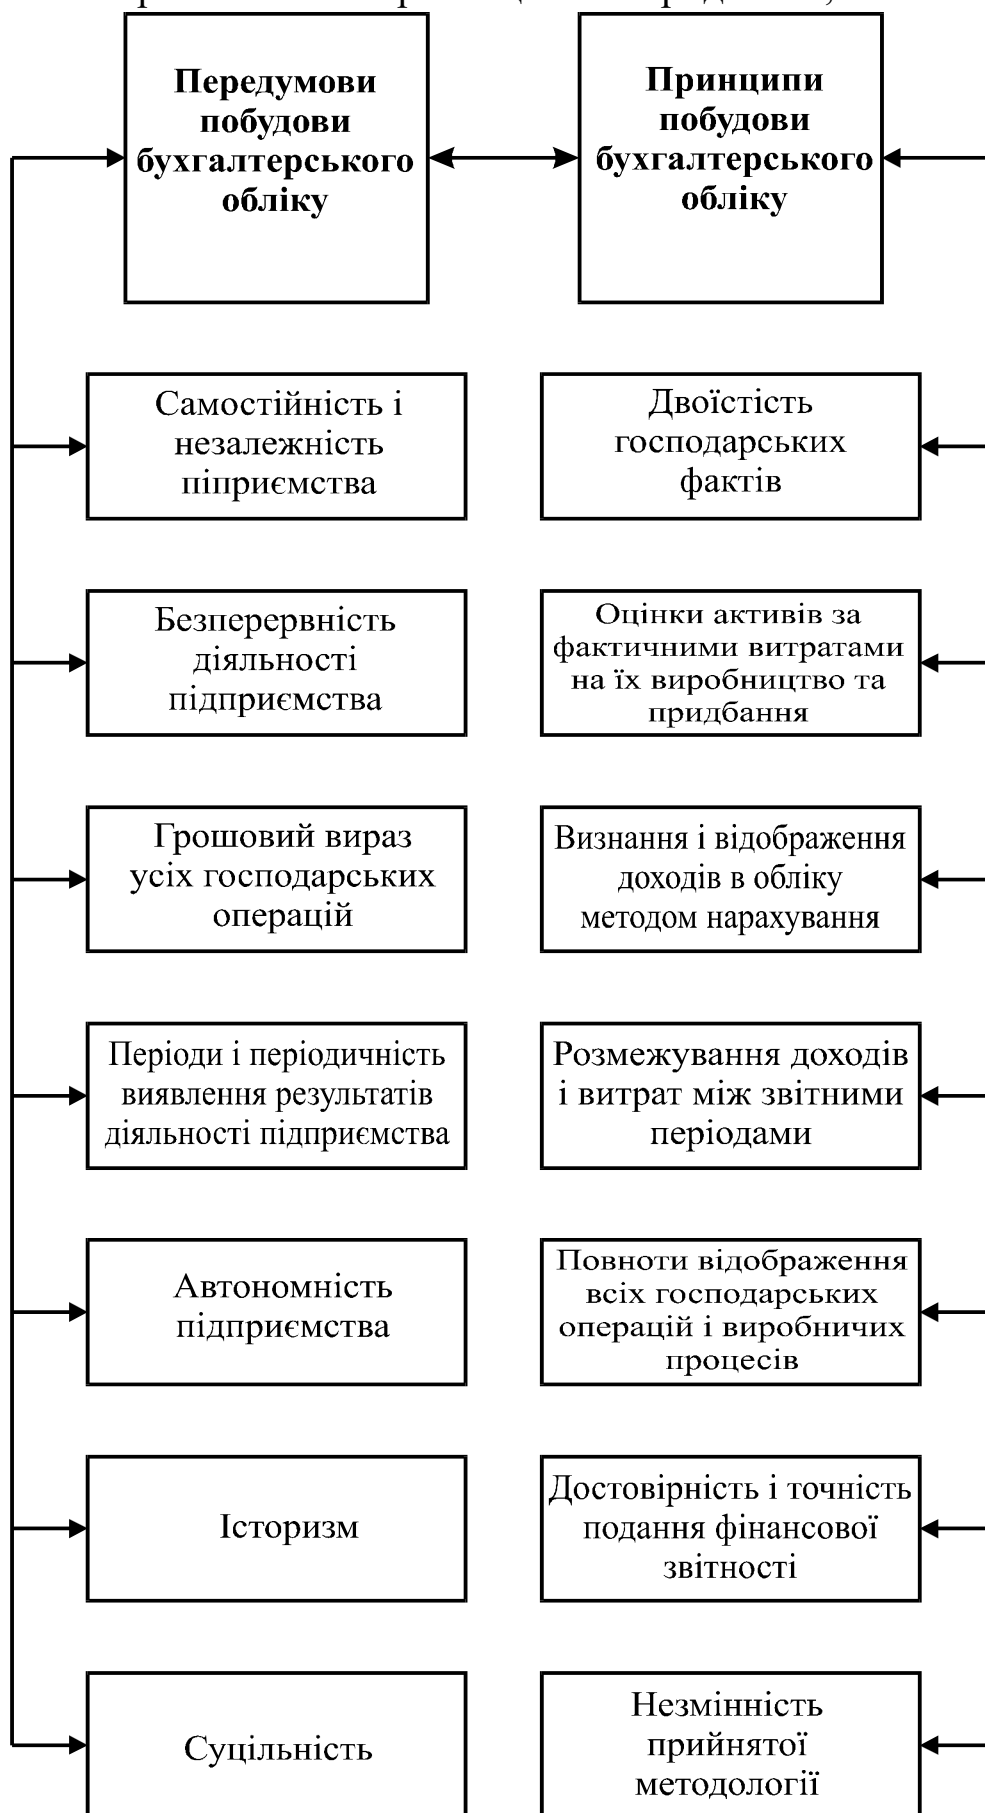 Передумови
побудови
бухгалтерського
обліку
Принципи
побудови
бухгалтерського
обліку
Самостійність і
незалежність
піприємства
Двоїстість
господарських
фактів
Безперервність
діяльності
підприємства
Оцінки активів за
фактичними витратами
на їх виробництво та
придбання
Грошовий вираз
усіх господарських
операцій
Визнання і відображення
доходів в обліку
методом нарахування
Періоди і періодичність
виявлення результатів
діяльності підприємства
Розмежування доходів
і витрат між звітними
періодами
Автономність
підприємства
Повноти відображення
всіх господарських
операцій і виробничих
процесів
Історизм
Достовірність і точність
подання фінансової
звітності
Суцільність
Незмінність
прийнятої
методології